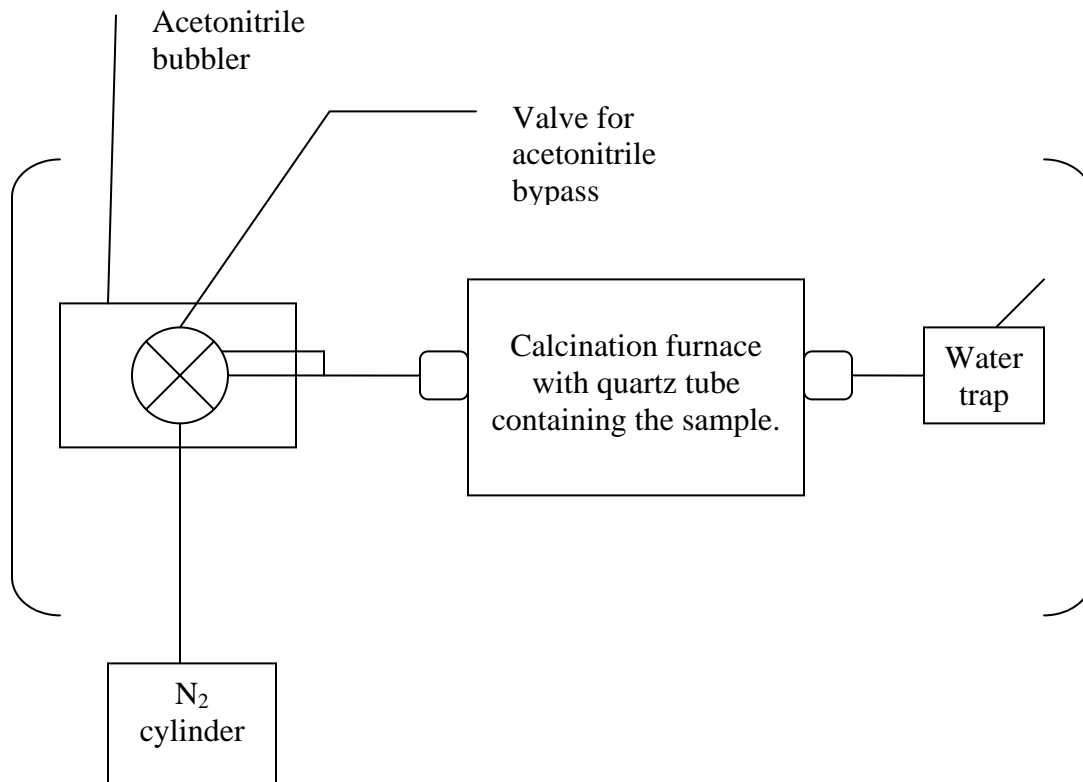 Acetonitrile
bubbler
Valve for
acetonitrile
bypass
Calcination furnace
with quartz tube
containing the sample.
Water
trap
N₂
cylinder